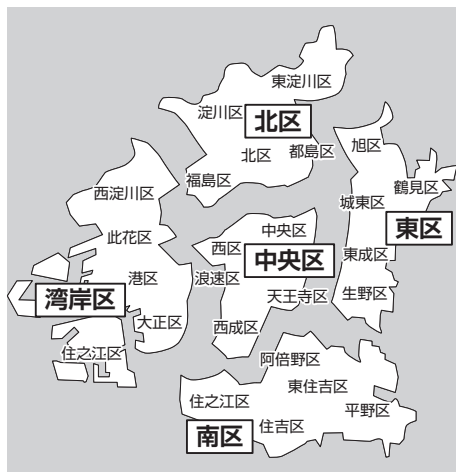 東淀川区
淀川区
北区
北区
都島区
福島区
旭区
鶴見区
城東区
東区
東成区
生野区
西淀川区
此花区
港区
湾岸区
大正区
住之江区
中央区
西区
中央区
浪速区
天王寺区
西成区
阿倍野区
東住吉区
住之江区
平野区
住吉区
南区